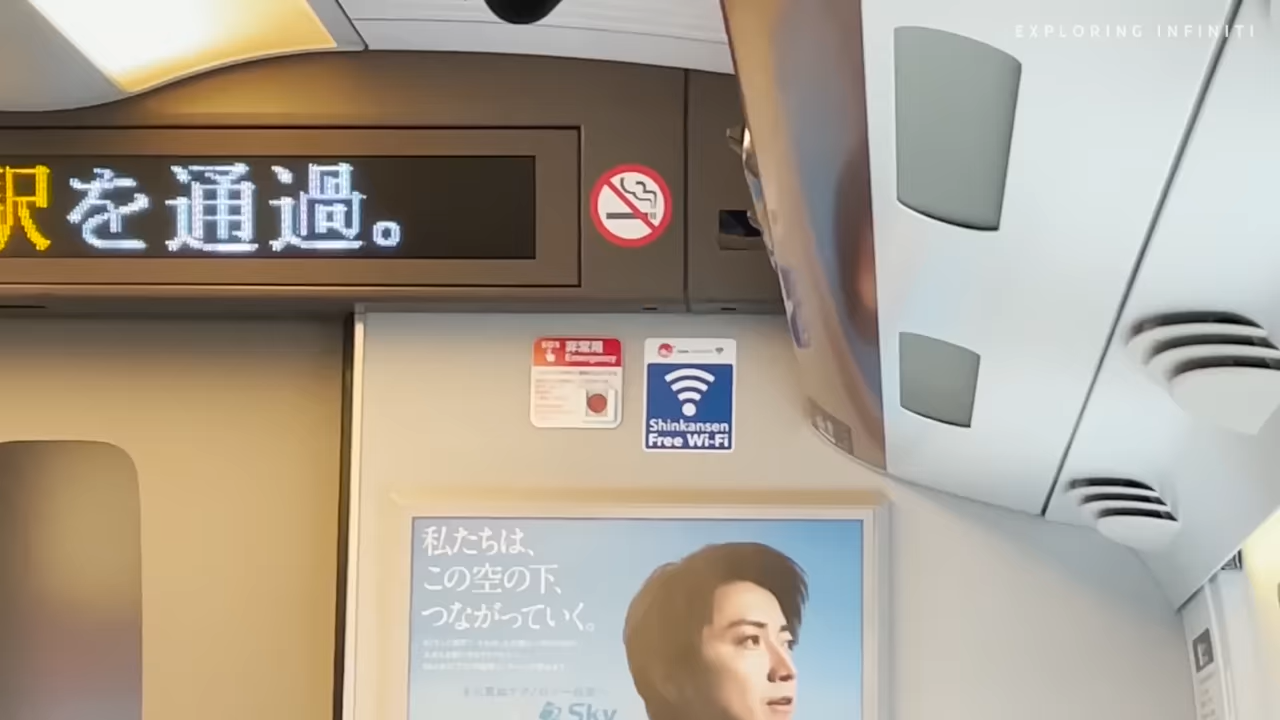 EXPLORING INFINITI
駅を通過。
SOS 非常用
Emergency
Shinkansen
Free Wi-Fi
私たちは、
この空の下、
つながっていく。
Sky